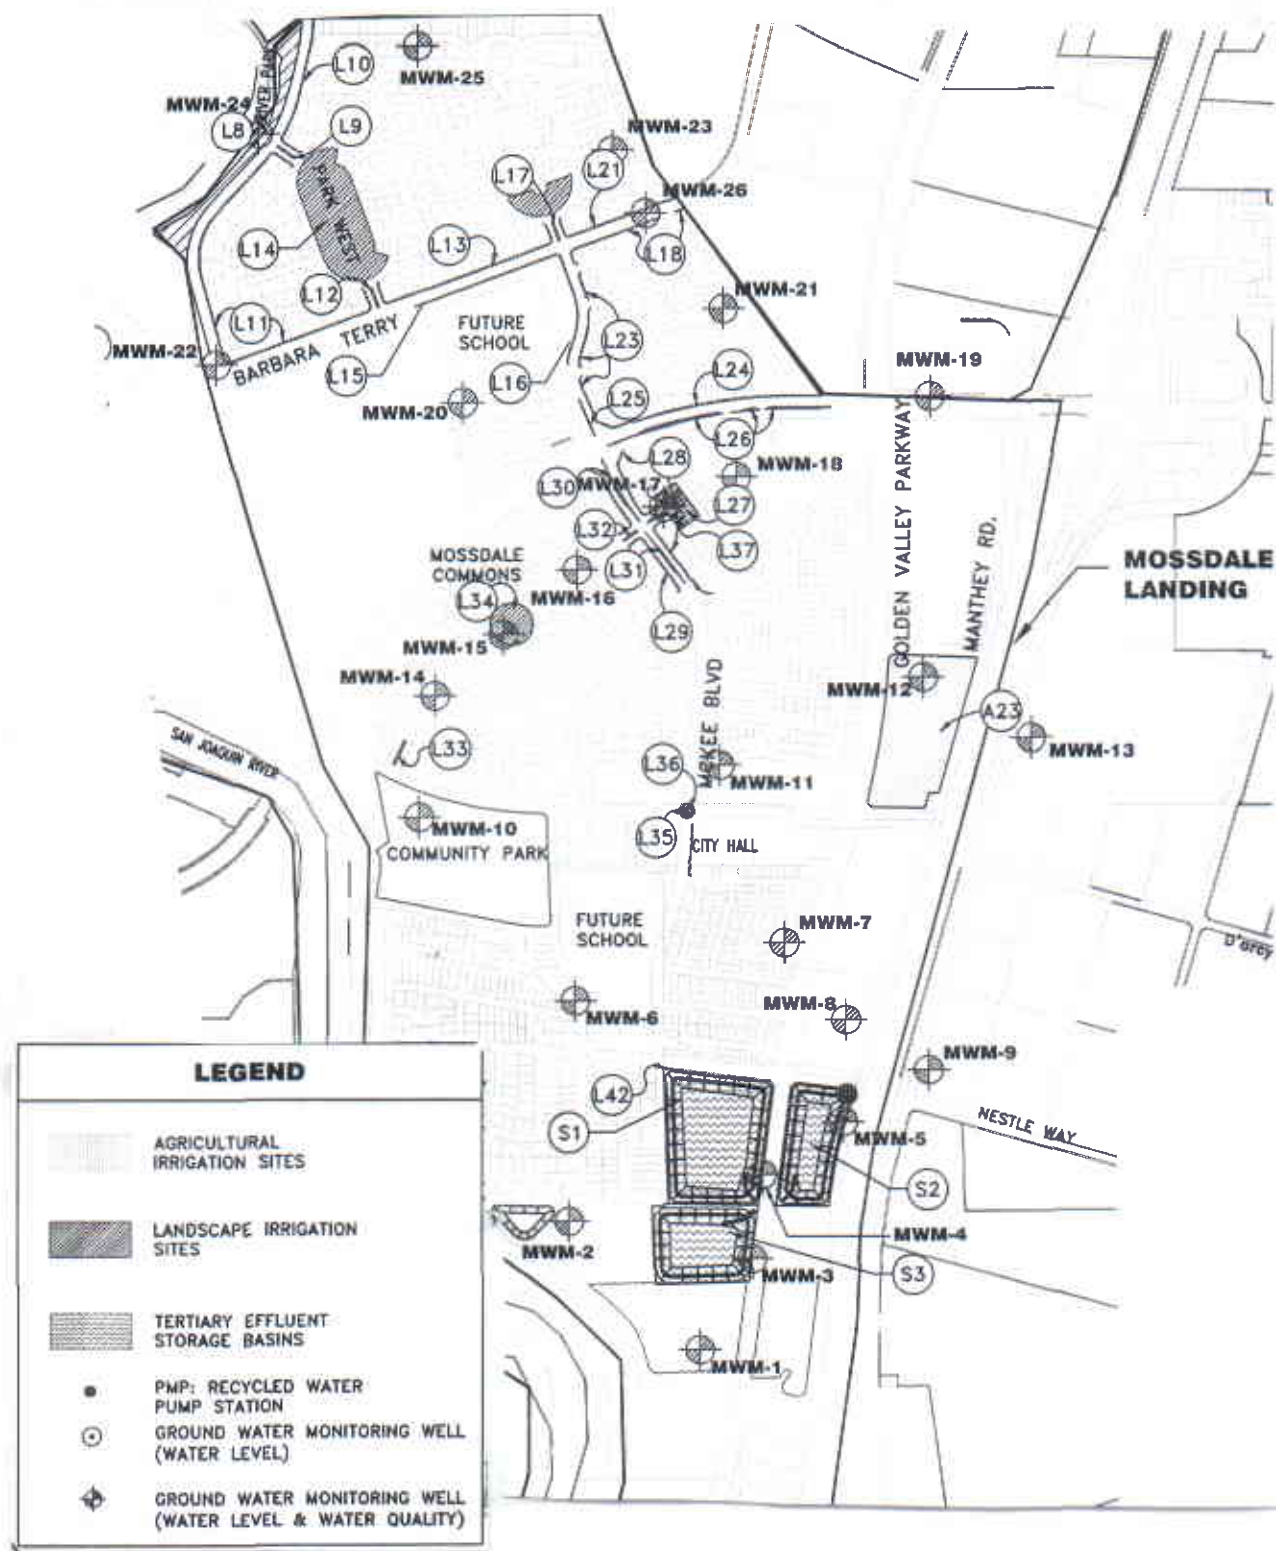 L10
MWM-25
RIVER PARK
MWM-24
L8
L9
MWM-23
L17
L21
MWM-26
PARK WEST
L14
L13
L18
L12
MWM-21
L11
BARBARA TERRY
FUTURE
SCHOOL
L23
MWM-22
L15
L16
L24
MWM-19
MWM-20
L25
L26
L28
MWM-18
L30
MWM-17
L27
L32
L37
GOLDEN VALLEY PARKWAY
MANTHEY RD.
MOSSDALE
LANDING
MOSSDALE
COMMONS
L31
L34
MWM-16
L29
MWM-15
MWM-14
MWM-12
A23
MWM-13
SAN JOAQUIN RIVER
L33
L36
MCKEE BLVD
MWM-11
MWM-10
COMMUNITY PARK
L35
CITY HALL
FUTURE
SCHOOL
MWM-7
D'arcy
MWM-8
MWM-6
MWM-9
L42
S1
NESTLE WAY
MWM-5
S2
MWM-4
MWM-2
MWM-3
S3
MWM-1
LEGEND
AGRICULTURAL
IRRIGATION SITES
LANDSCAPE IRRIGATION
SITES
TERTIARY EFFLUENT
STORAGE BASINS
PMP: RECYCLED WATER
PUMP STATION
GROUND WATER MONITORING WELL
(WATER LEVEL)
GROUND WATER MONITORING WELL
(WATER LEVEL & WATER QUALITY)